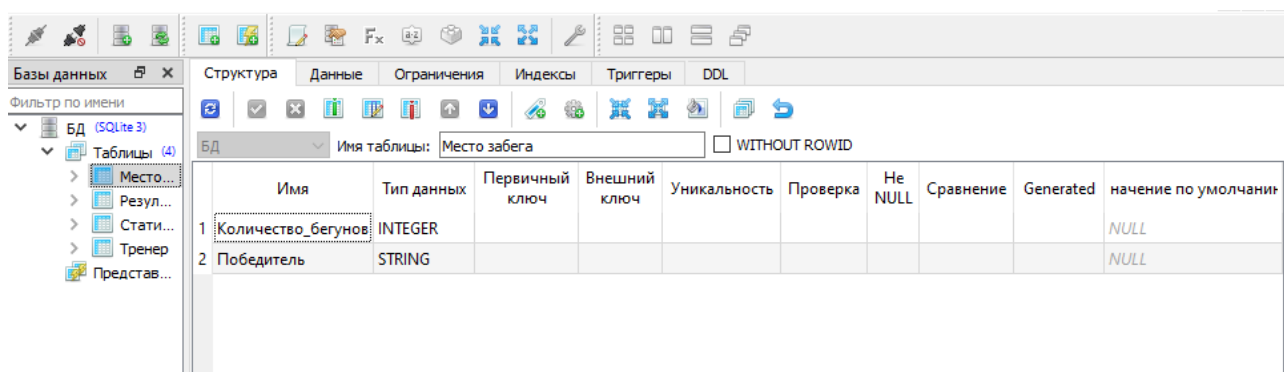 Базы данных
Структура Данные Ограничения Индексы Триггеры DDL
Фильтр по имени
БД (SQLite 3)
Таблицы (4)
Место...
Резул...
Стати...
Тренер
Представ...
БД Имя таблицы: Место забега WITHOUT ROWID
Имя Тип данных Первичный ключ Внешний ключ Уникальность Проверка Не NULL Сравнение Generated начение по умолчани
1 Количество_бегунов INTEGER NULL
2 Победитель STRING NULL